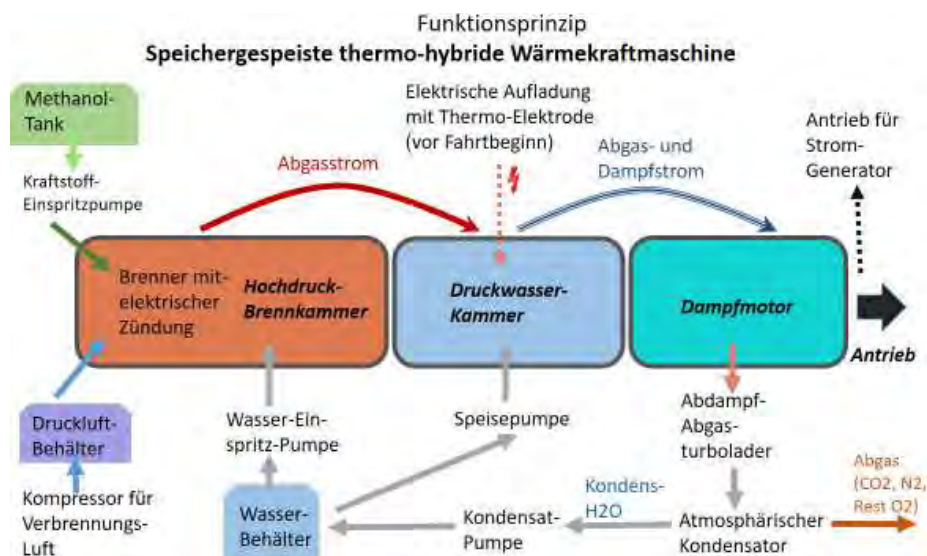 Funktionsprinzip
Speichergespeiste thermo-hybride Wärmekraftmaschine
Methanol-
Tank
Kraftstoff-
Einspritzpumpe
Abgasstrom
Elektrische Aufladung
mit Thermo-Elektrode
(vor Fahrtbeginn)
Abgas- und
Dampfstrom
Antrieb für
Strom-
Generator
Brenner mit-
elektrischer
Zündung
Hochdruck-
Brennkammer
Druckwasser-
Kammer
Dampfmotor
Antrieb
Druckluft-
Behälter
Kompressor für
Verbrennungs-
Luft
Wasser-Ein-
spritz-Pumpe
Wasser-
Behälter
Speisepumpe
Kondensat-
Pumpe
Kondens-
H2O
Abdampf-
Abgas-
turbolader
Atmosphärischer
Kondensator
Abgas
(CO2, N2,
Rest O2)